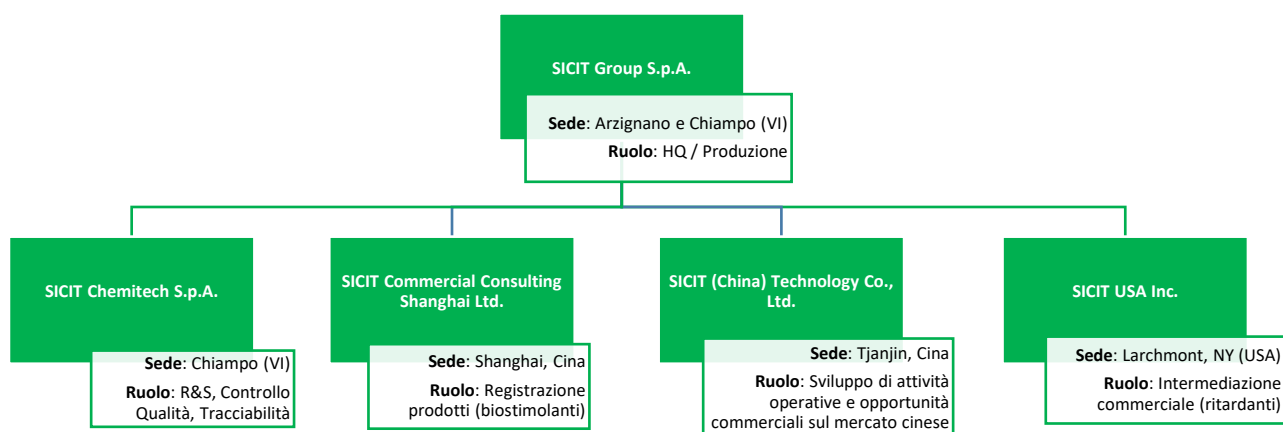 SICIT Group S.p.A.
Sede: Arzignano e Chiampo (VI)
Ruolo: HQ / Produzione
SICIT Chemitech S.p.A.
Sede: Chiampo (VI)
Ruolo: R&S, Controllo
Qualità, Tracciabilità
SICIT Commercial Consulting
Shanghai Ltd.
Sede: Shanghai, Cina
Ruolo: Registrazione
prodotti (biostimolanti)
SICIT (China) Technology Co.,
Ltd.
Sede: Tjanjin, Cina
Ruolo: Sviluppo di attività
operative e opportunità
commerciali sul mercato cinese
SICIT USA Inc.
Sede: Larchmont, NY (USA)
Ruolo: Intermediazione
commerciale (ritardanti)